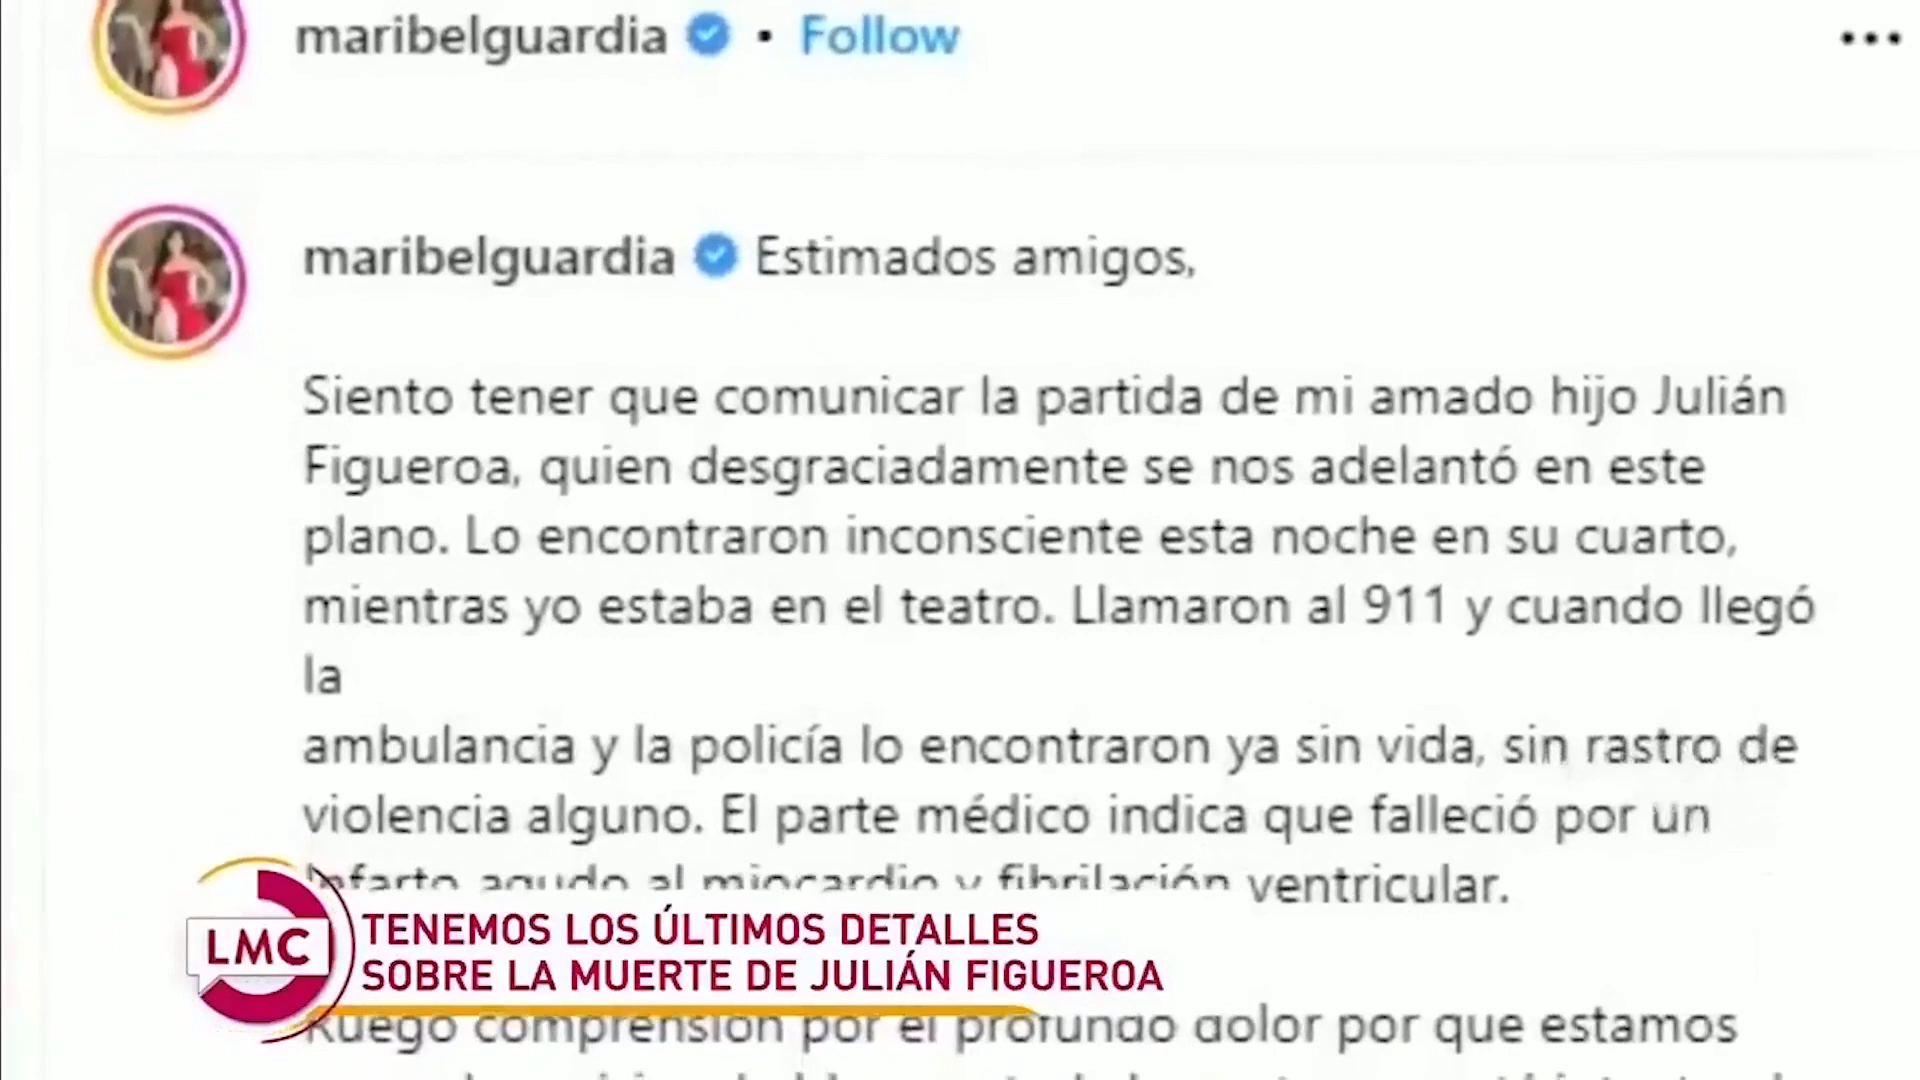 maribelguardia • Follow
maribelguardia Estimados amigos,
Siento tener que comunicar la partida de mi amado hijo Julián
Figueroa, quien desgraciadamente se nos adelantó en este
plano. Lo encontraron inconsciente esta noche en su cuarto,
mientras yo estaba en el teatro. Llamaron al 911 y cuando llegó
la
ambulancia y la policía lo encontraron ya sin vida, sin rastro de
violencia alguno. El parte médico indica que falleció por un
infarto agudo al miocardio y fibrilación ventricular.
LMC
TENEMOS LOS ÚLTIMOS DETALLES
SOBRE LA MUERTE DE JULIÁN FIGUEROA
Ruego comprensión por el profundo dolor por que estamos